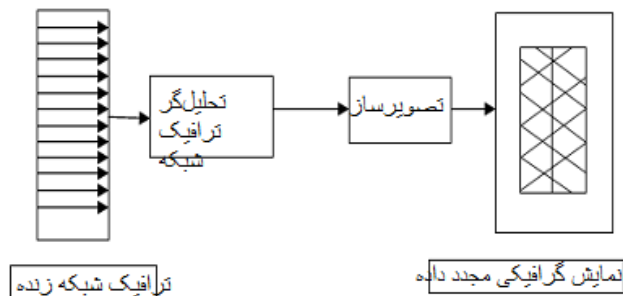 تحلیل‌گر
ترافیک
شبکه
تصویرساز
ترافیک شبکه زنده
نمایش گرافیکی مجدد داده